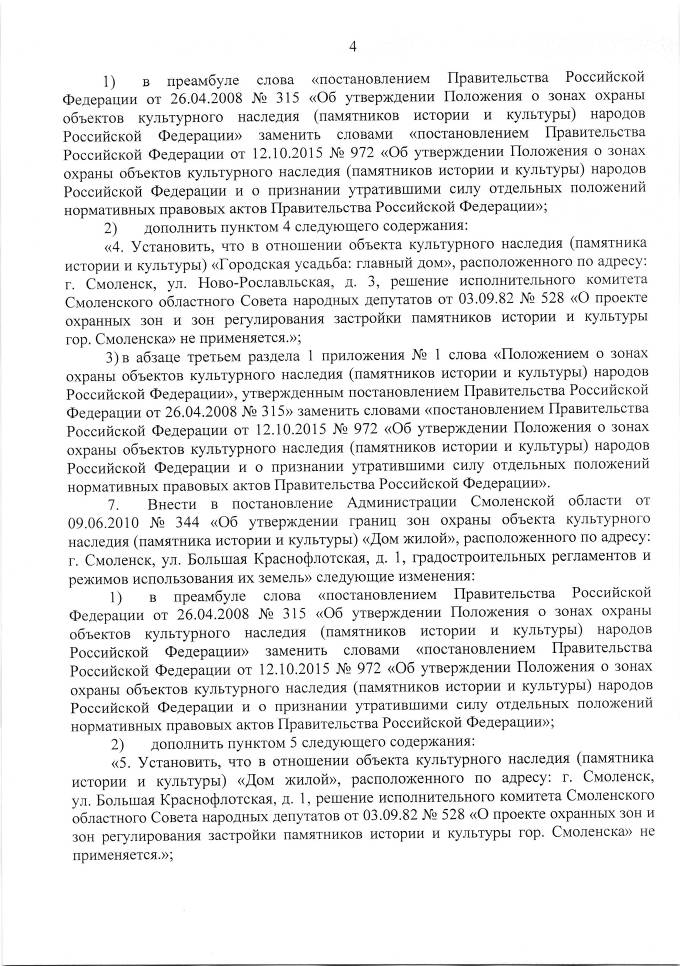 4
1) в преамбуле слова «постановлением Правительства Российской
Федерации от 26.04.2008 № 315 «Об утверждении Положения о зонах охраны
объектов культурного наследия (памятников истории и культуры) народов
Российской Федерации» заменить словами «постановлением Правительства
Российской Федерации от 12.10.2015 № 972 «Об утверждении Положения о зонах
охраны объектов культурного наследия (памятников истории и культуры) народов
Российской Федерации и о признании утратившими силу отдельных положений
нормативных правовых актов Правительства Российской Федерации»;
2) дополнить пунктом 4 следующего содержания:
«4. Установить, что в отношении объекта культурного наследия (памятника
истории и культуры) «Городская усадьба: главный дом», расположенного по адресу:
г. Смоленск, ул. Ново-Рославльская, д. 3, решение исполнительного комитета
Смоленского областного Совета народных депутатов от 03.09.82 № 528 «О проекте
охранных зон и зон регулирования застройки памятников истории и культуры
гор. Смоленска» не применяется.»;
3) в абзаце третьем раздела 1 приложения № 1 слова «Положением о зонах
охраны объектов культурного наследия (памятников истории и культуры) народов
Российской Федерации», утвержденным постановлением Правительства Российской
Федерации от 26.04.2008 № 315» заменить словами «постановлением Правительства
Российской Федерации от 12.10.2015 № 972 «Об утверждении Положения о зонах
охраны объектов культурного наследия (памятников истории и культуры) народов
Российской Федерации и о признании утратившими силу отдельных положений
нормативных правовых актов Правительства Российской Федерации».
7. Внести в постановление Администрации Смоленской области от
09.06.2010 № 344 «Об утверждении границ зон охраны объекта культурного
наследия (памятника истории и культуры) «Дом жилой», расположенного по адресу:
г. Смоленск, ул. Большая Краснофлотская, д. 1, градостроительных регламентов и
режимов использования их земель» следующие изменения:
1) в преамбуле слова «постановлением Правительства Российской
Федерации от 26.04.2008 № 315 «Об утверждении Положения о зонах охраны
объектов культурного наследия (памятников истории и культуры) народов
Российской Федерации» заменить словами «постановлением Правительства
Российской Федерации от 12.10.2015 № 972 «Об утверждении Положения о зонах
охраны объектов культурного наследия (памятников истории и культуры) народов
Российской Федерации и о признании утратившими силу отдельных положений
нормативных правовых актов Правительства Российской Федерации»;
2) дополнить пунктом 5 следующего содержания:
«5. Установить, что в отношении объекта культурного наследия (памятника
истории и культуры) «Дом жилой», расположенного по адресу: г. Смоленск,
ул. Большая Краснофлотская, д. 1, решение исполнительного комитета Смоленского
областного Совета народных депутатов от 03.09.82 № 528 «О проекте охранных зон и
зон регулирования застройки памятников истории и культуры гор. Смоленска» не
применяется.»;